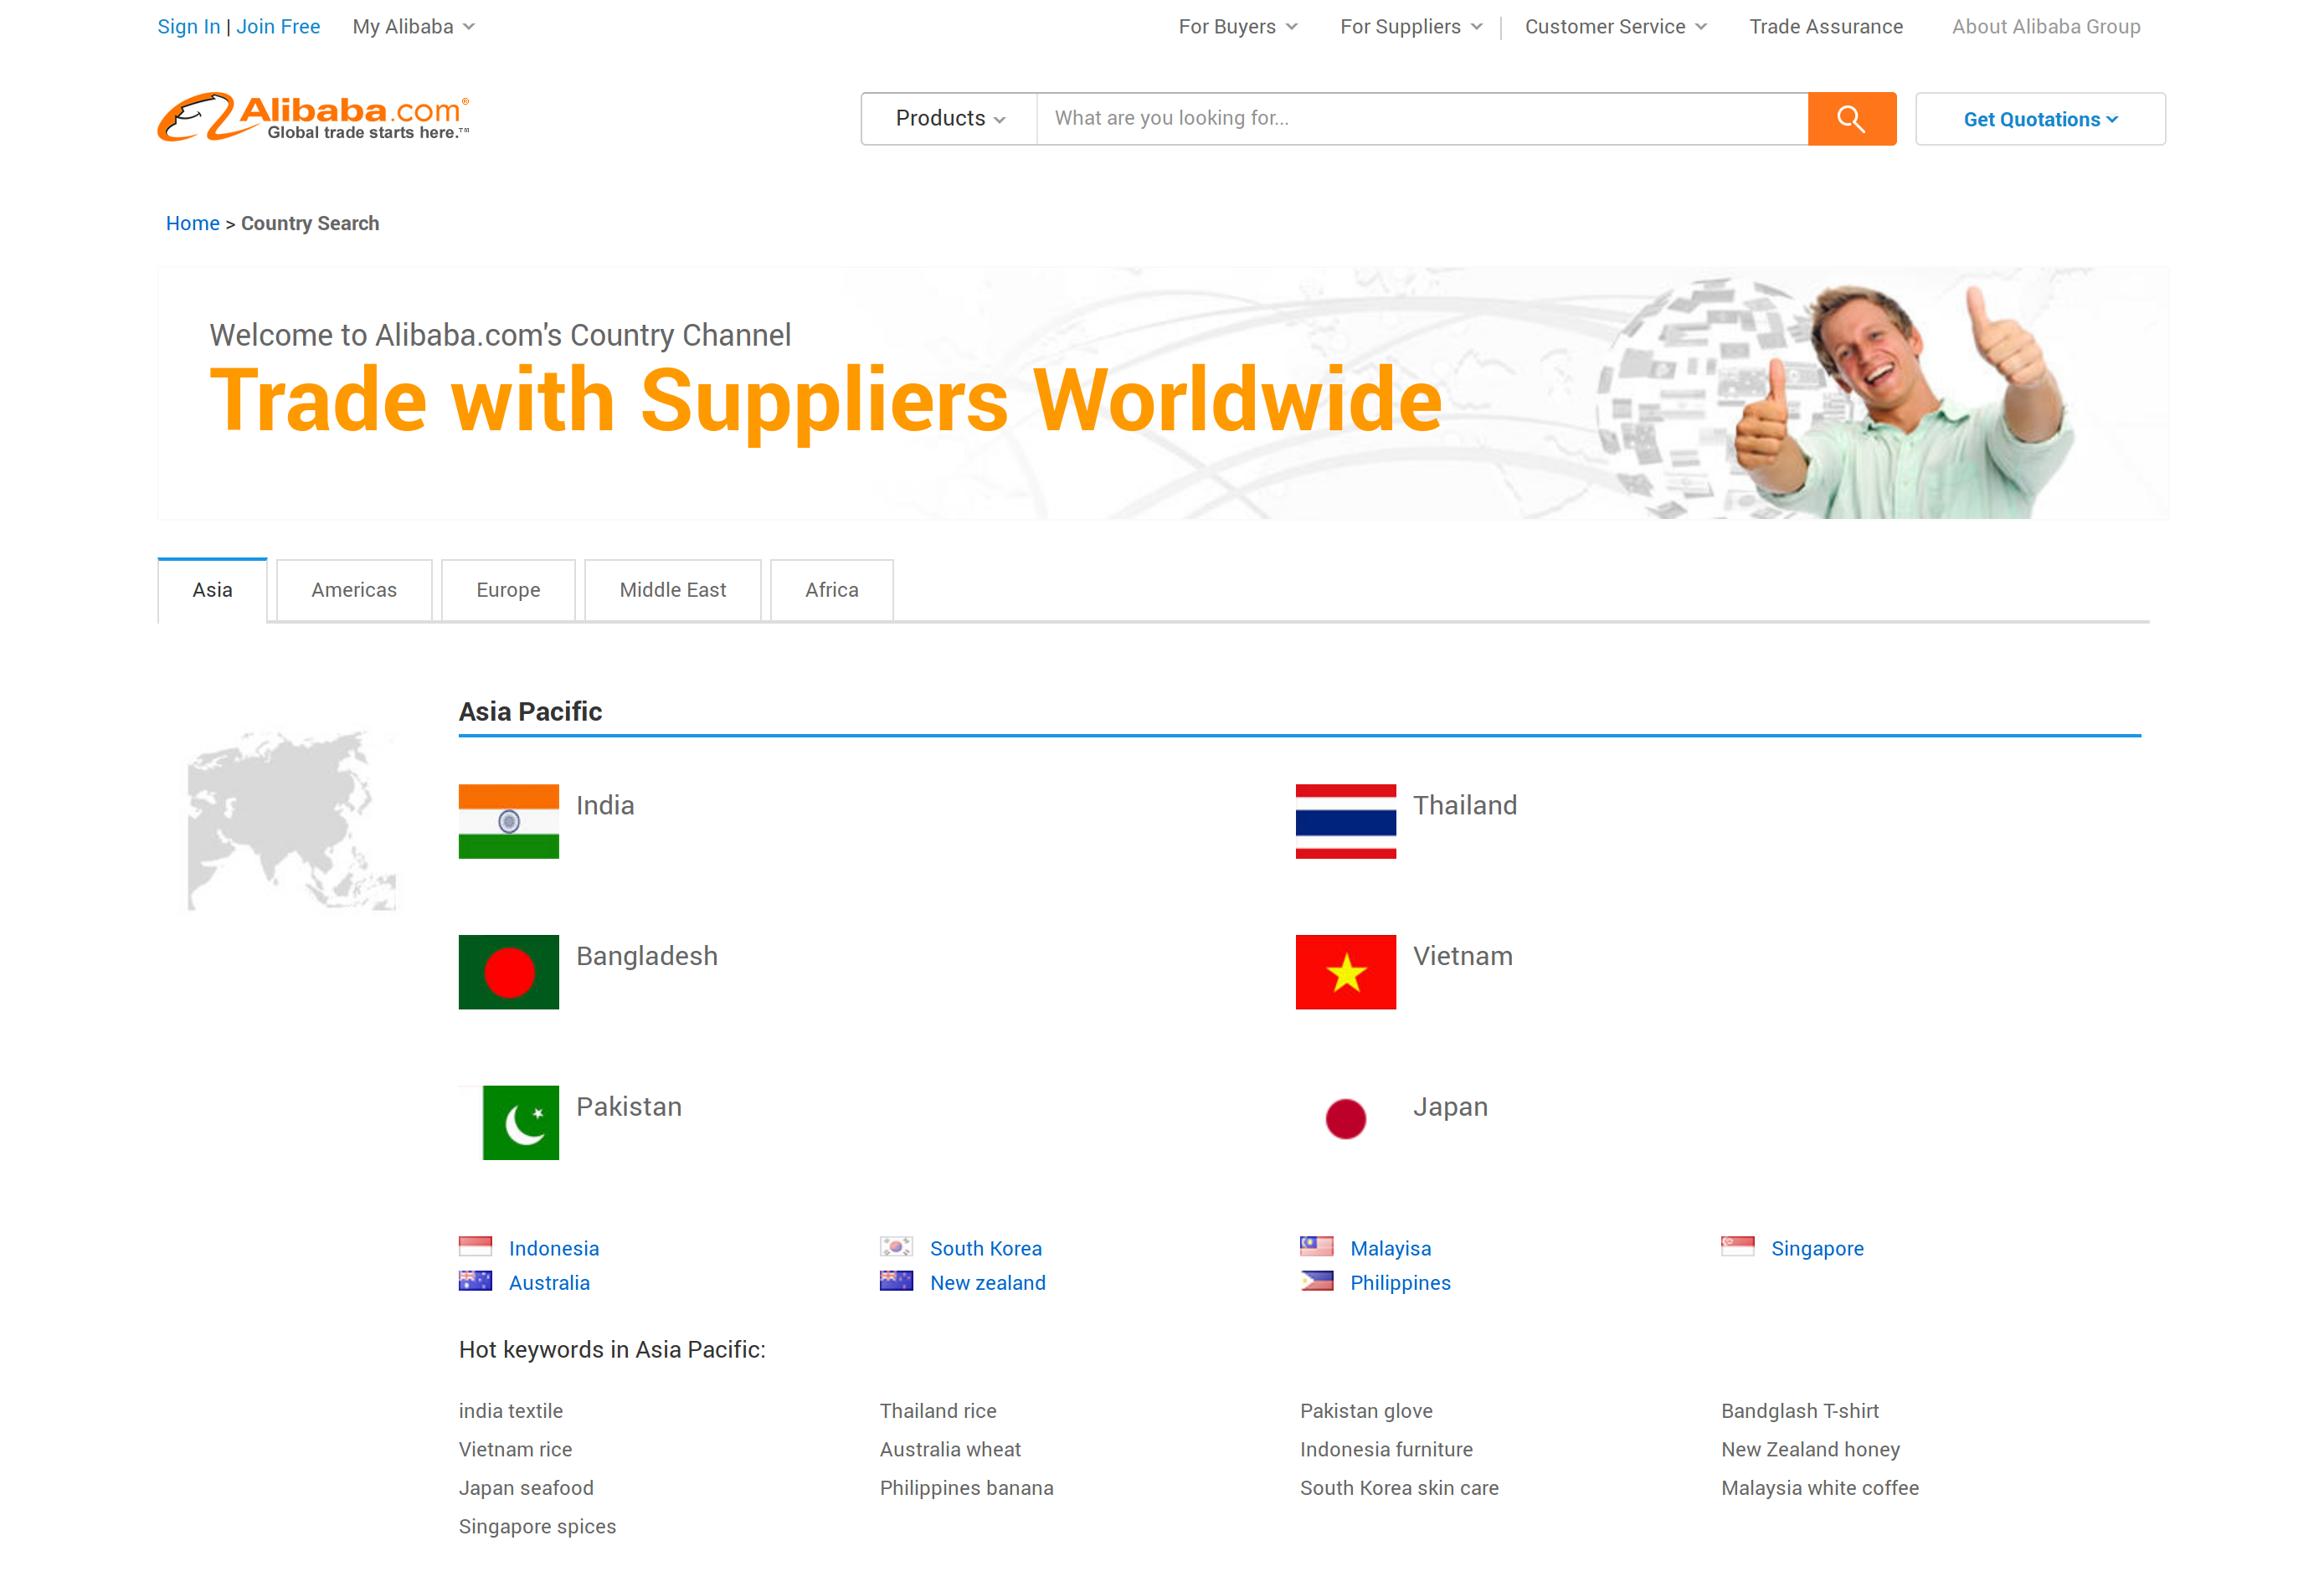 Sign In | Join Free My Alibaba For Buyers For Suppliers Customer Service Trade Assurance About Alibaba Group
Alibaba.com®
Global trade starts here.™
Products What are you looking for... Get Quotations
Home > Country Search
Welcome to Alibaba.com's Country Channel
Trade with Suppliers Worldwide
Asia Americas Europe Middle East Africa
Asia Pacific
India Thailand
Bangladesh Vietnam
Pakistan Japan
Indonesia South Korea Malayisa Singapore
Australia New zealand Philippines
Hot keywords in Asia Pacific:
india textile Thailand rice Pakistan glove Bandglash T-shirt
Vietnam rice Australia wheat Indonesia furniture New Zealand honey
Japan seafood Philippines banana South Korea skin care Malaysia white coffee
Singapore spices